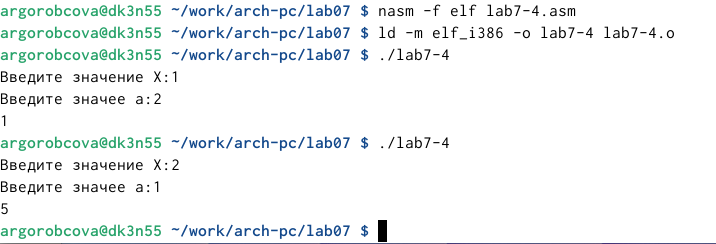 argorobcova@dk3n55 ~/work/arch-pc/lab07 $ nasm -f elf lab7-4.asm
argorobcova@dk3n55 ~/work/arch-pc/lab07 $ ld -m elf_i386 -o lab7-4 lab7-4.o
argorobcova@dk3n55 ~/work/arch-pc/lab07 $ ./lab7-4
Введите значение X:1
Введите значее а:2
1
argorobcova@dk3n55 ~/work/arch-pc/lab07 $ ./lab7-4
Введите значение X:2
Введите значее а:1
5
argorobcova@dk3n55 ~/work/arch-pc/lab07 $